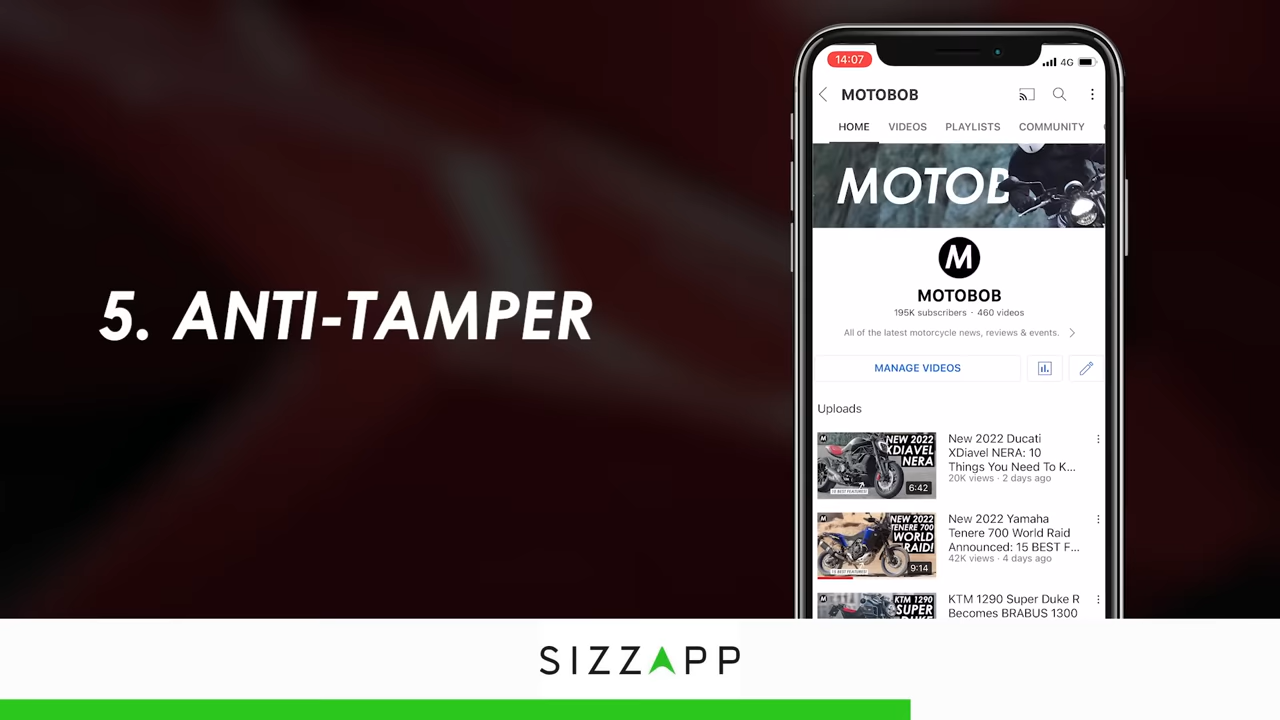 5. ANTI-TAMPER
14:07
4G
MOTOBOB
HOME VIDEOS PLAYLISTS COMMUNITY
MOTOB
M
MOTOBOB
195K subscribers · 460 videos
All of the latest motorcycle news, reviews & events.
MANAGE VIDEOS
Uploads
M
NEW 2022
XDIAVEL
NERA
6:42
New 2022 Ducati
XDiavel NERA: 10
Things You Need To K...
20K views · 2 days ago
M
NEW 2022
TENERE 700
WORLD
RAID!
9:14
New 2022 Yamaha
Tenere 700 World Raid
Announced: 15 BEST F...
42K views · 4 days ago
M
KTM 1290
SUPER
KTM 1290 Super Duke R
Becomes BRABUS 1300
SIZZAPP